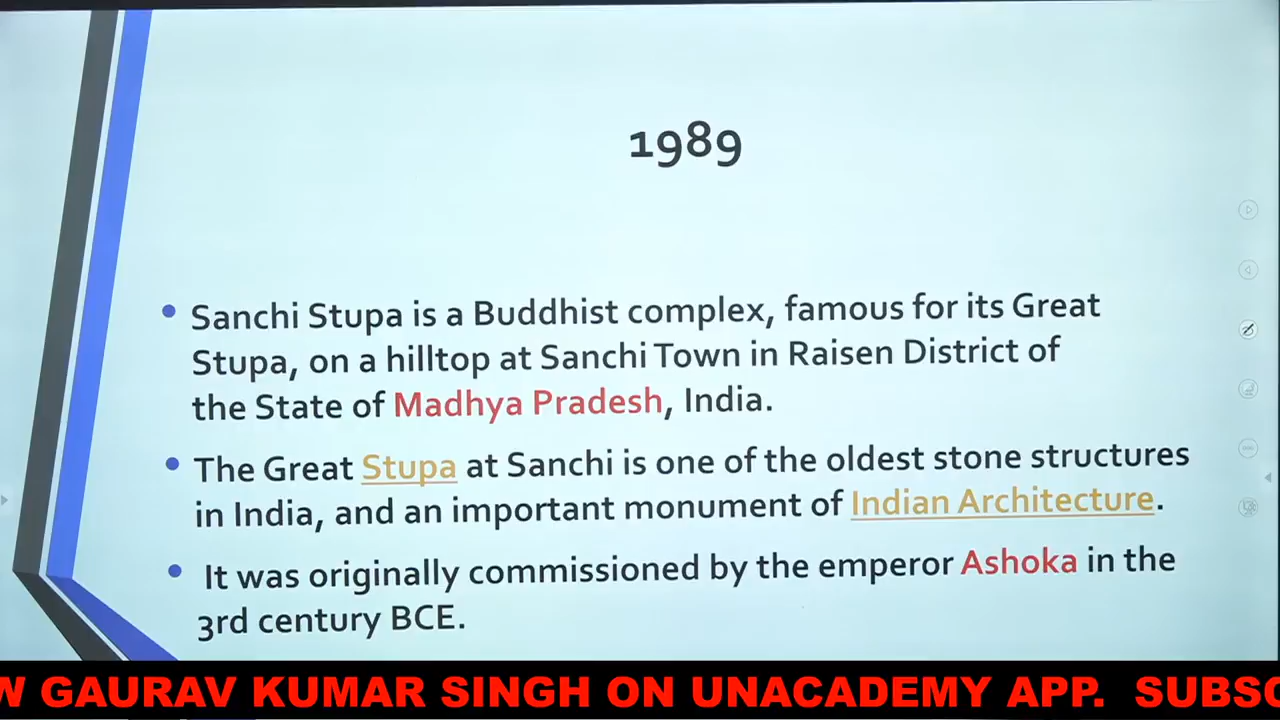 1989
• Sanchi Stupa is a Buddhist complex, famous for its Great
Stupa, on a hilltop at Sanchi Town in Raisen District of
the State of Madhya Pradesh, India.
• The Great Stupa at Sanchi is one of the oldest stone structures
in India, and an important monument of Indian Architecture.
• It was originally commissioned by the emperor Ashoka in the
3rd century BCE.
W GAURAV KUMAR SINGH ON UNACADEMY APP. SUBSC